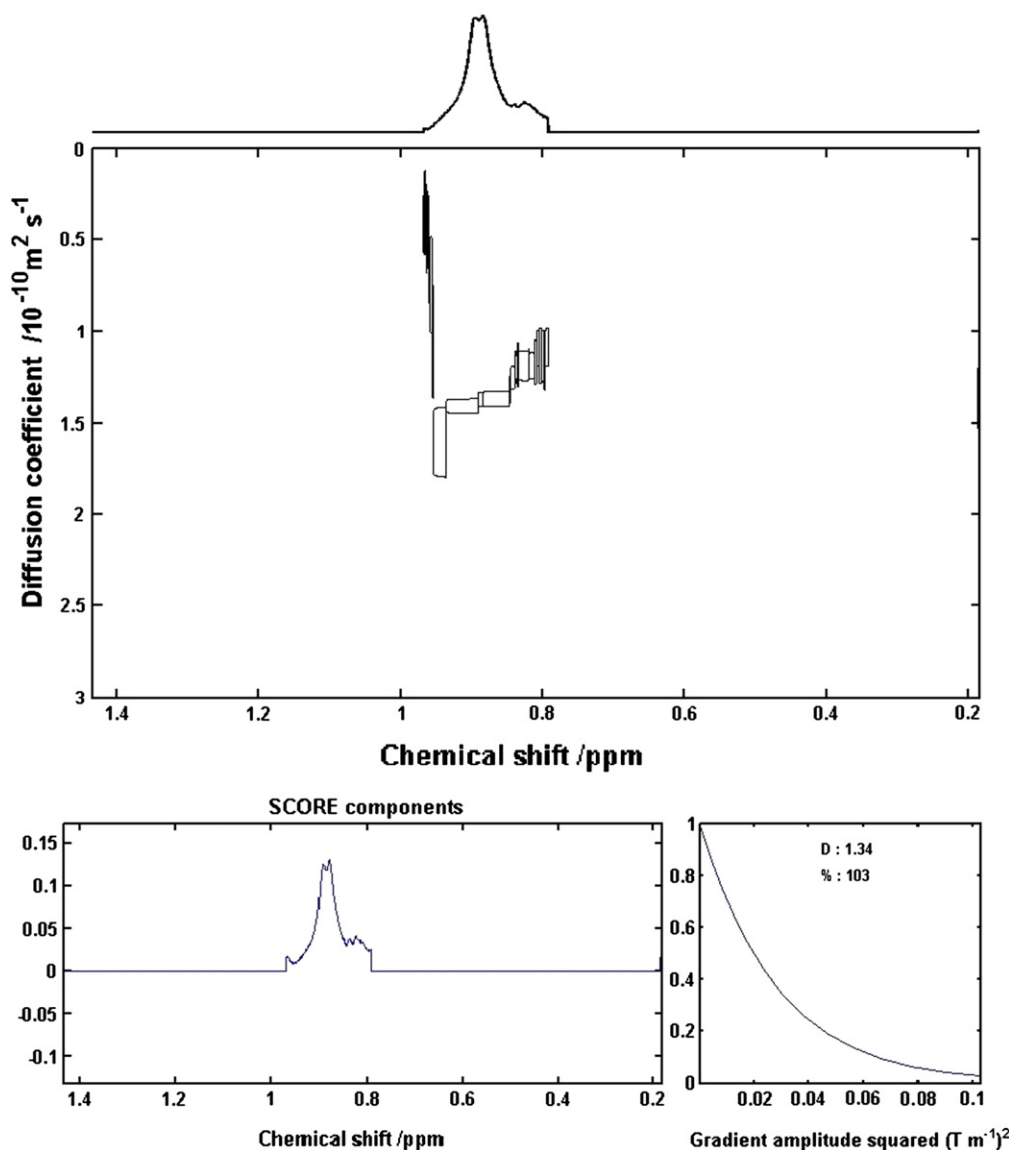 0
0.5
1
1.5
2
2.5
3
Diffusion coefficient /10⁻¹⁰m² s⁻¹
1.4 1.2 1 0.8 0.6 0.4 0.2
Chemical shift /ppm
SCORE components
0.15
0.1
0.05
0
-0.05
-0.1
1.4 1.2 1 0.8 0.6 0.4 0.2
Chemical shift /ppm
D : 1.34
% : 103
1
0.8
0.6
0.4
0.2
0
0.02 0.04 0.06 0.08 0.1
Gradient amplitude squared (T m⁻¹)²